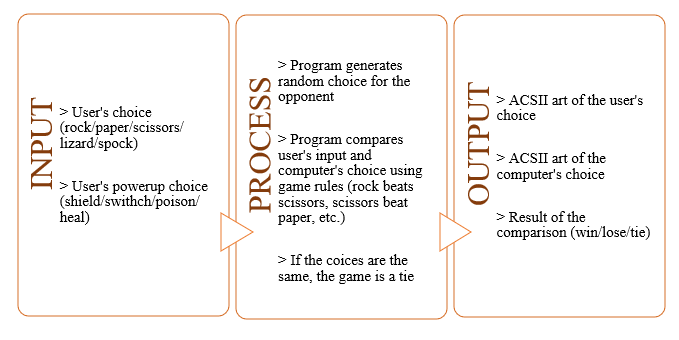 INPUT
> User's choice
(rock/paper/scissors/
lizard/spock)
> User's powerup choice
(shield/swithch/poison/
heal)
PROCESS
> Program generates
random choice for the
opponent
> Program compares
user's input and
computer's choice using
game rules (rock beats
scissors, scissors beat
paper, etc.)
> If the coices are the
same, the game is a tie
OUTPUT
> ACSII art of the user's
choice
> ACSII art of the
computer's choice
> Result of the
comparison (win/lose/tie)